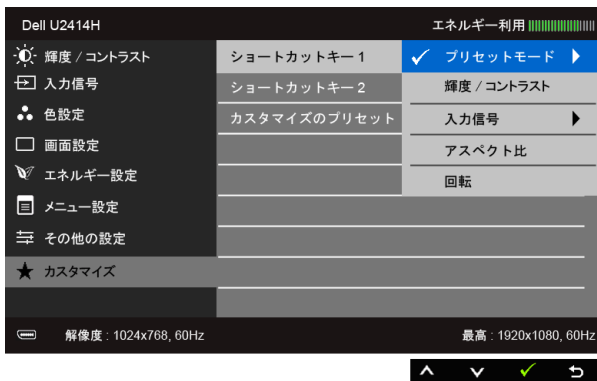 Dell U2414H
エネルギー利用
輝度 / コントラスト
ショートカットキー 1
プリセットモード
入力信号
ショートカットキー 2
輝度 / コントラスト
色設定
カスタマイズのプリセット
入力信号
画面設定
アスペクト比
エネルギー設定
回転
メニュー設定
その他の設定
カスタマイズ
解像度 : 1024x768, 60Hz
最高 : 1920x1080, 60Hz